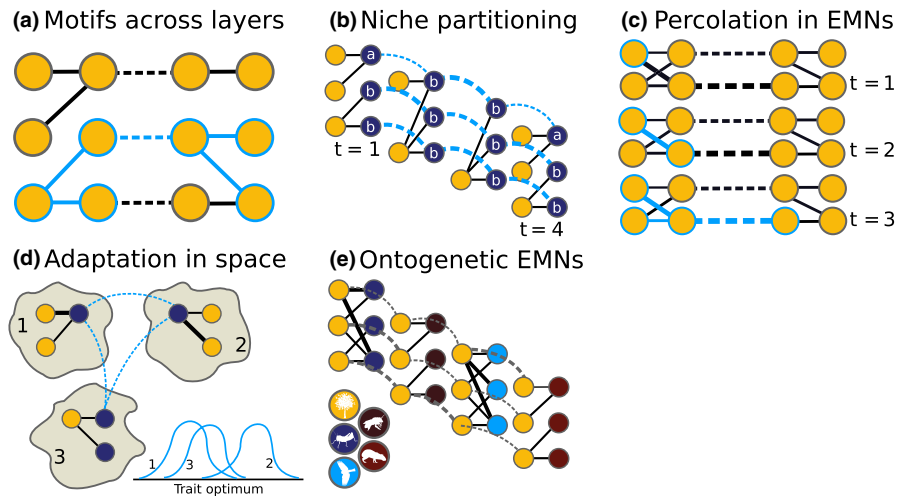 (a) Motifs across layers
(b) Niche partitioning
a
b
b
b
b
b
b
b
b
a
b
b
t = 1
t = 4
(c) Percolation in EMNs
t = 1
t = 2
t = 3
(d) Adaptation in space
1
2
3
1
3
2
Trait optimum
(e) Ontogenetic EMNs